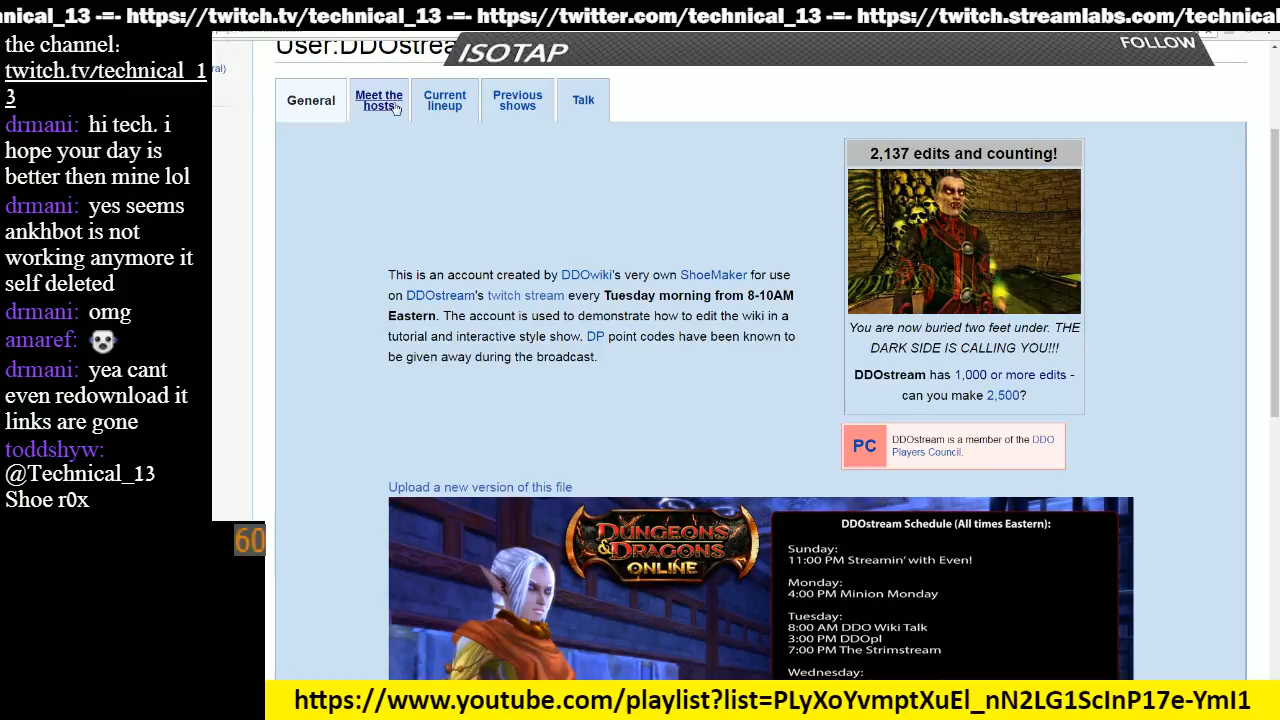 nical_13 -=- https://twitch.tv/technical_13 -=- https://twitter.com/technical_13 -=- https://twitch.streamlabs.com/technical
the channel:
twitch.tv/technical_1
3
drmani: hi tech. i
hope your day is
better then mine lol
drmani: yes seems
ankhbot is not
working anymore it
self deleted
drmani: omg
amaref:
drmani: yea cant
even redownload it
links are gone
toddshyw:
@Technical_13
Shoe r0x
60
ral)
User:DDOstrea
ISOTAP
FOLLOW
General
Meet the
hosts
Current
lineup
Previous
shows
Talk
This is an account created by DDOwiki's very own ShoeMaker for use
on DDOstream's twitch stream every Tuesday morning from 8-10AM
Eastern. The account is used to demonstrate how to edit the wiki in a
tutorial and interactive style show. DP point codes have been known to
be given away during the broadcast.
2,137 edits and counting!
You are now buried two feet under. THE
DARK SIDE IS CALLING YOU!!!
DDOstream has 1,000 or more edits -
can you make 2,500?
PC
DDOstream is a member of the DDO
Players Council.
Upload a new version of this file
DUNGEONS
& DRAGONS
ONLINE
DDOstream Schedule (All times Eastern):
Sunday:
11:00 PM Streamin' with Even!
Monday:
4:00 PM Minion Monday
Tuesday:
8:00 AM DDO Wiki Talk
3:00 PM DDOpl
7:00 PM The Strimstream
Wednesday:
https://www.youtube.com/playlist?list=PLyXoYvmptXuEl_nN2LG1ScInP17e-YmI1